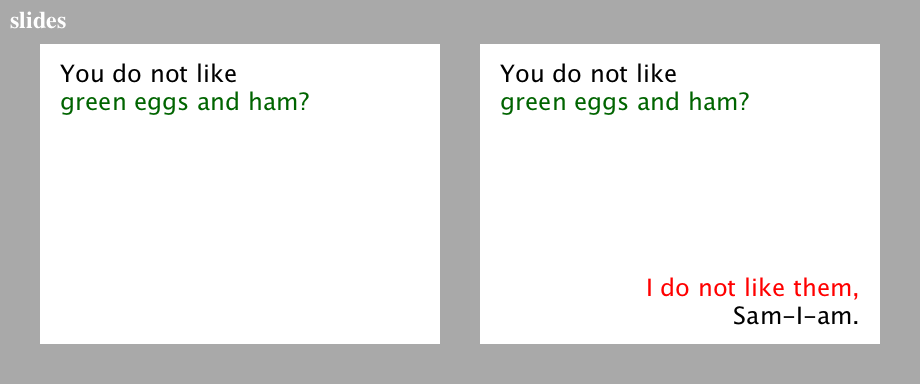 slides
You do not like
green eggs and ham?
You do not like
green eggs and ham?
I do not like them,
Sam-I-am.